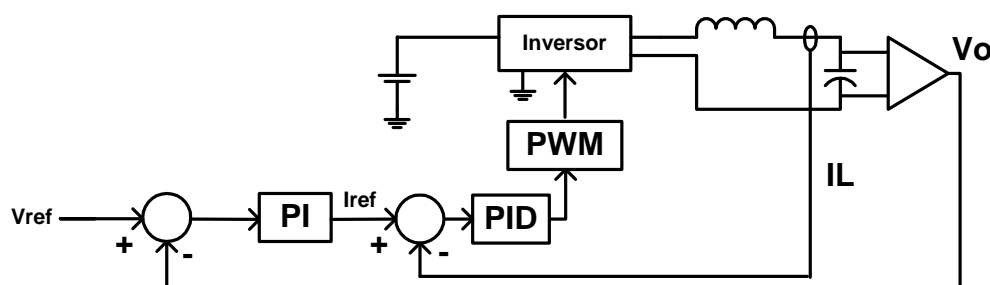 Inversor
Vo
PWM
IL
Vref
+
-
PI
Iref
+
-
PID